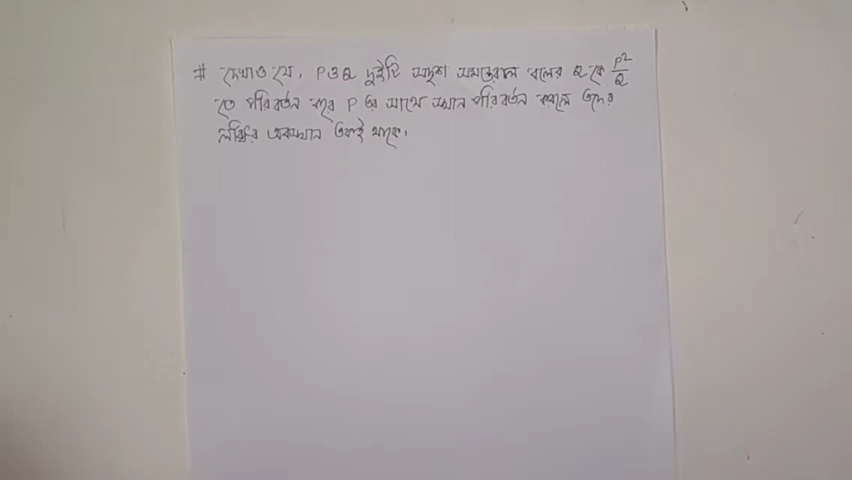 # দেখাও যে, P ও Q দুইটি সদৃশ সমান্তরাল বলের Q কে P²/Q
তে পরিবর্তন করে P এর সাথে স্থান পরিবর্তন করলে তাদের
লব্ধির অবস্থান একই থাকে।